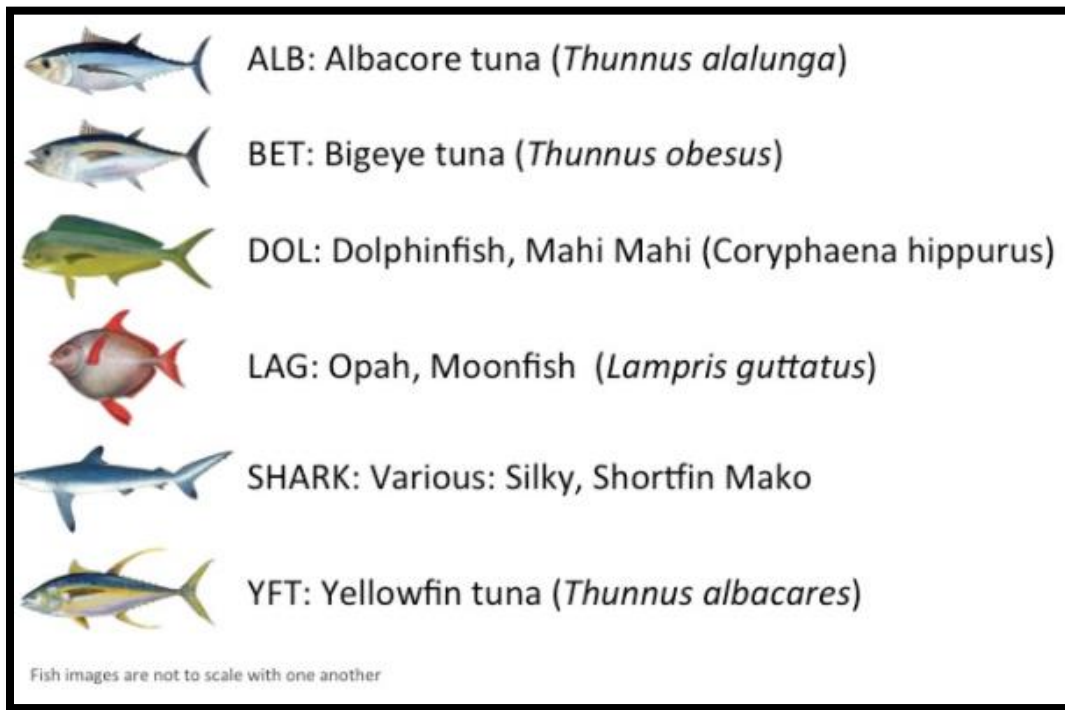 ALB: Albacore tuna (Thunnus alalunga)
BET: Bigeye tuna (Thunnus obesus)
DOL: Dolphinfish, Mahi Mahi (Coryphaena hippurus)
LAG: Opah, Moonfish (Lampris guttatus)
SHARK: Various: Silky, Shortfin Mako
YFT: Yellowfin tuna (Thunnus albacares)
Fish images are not to scale with one another